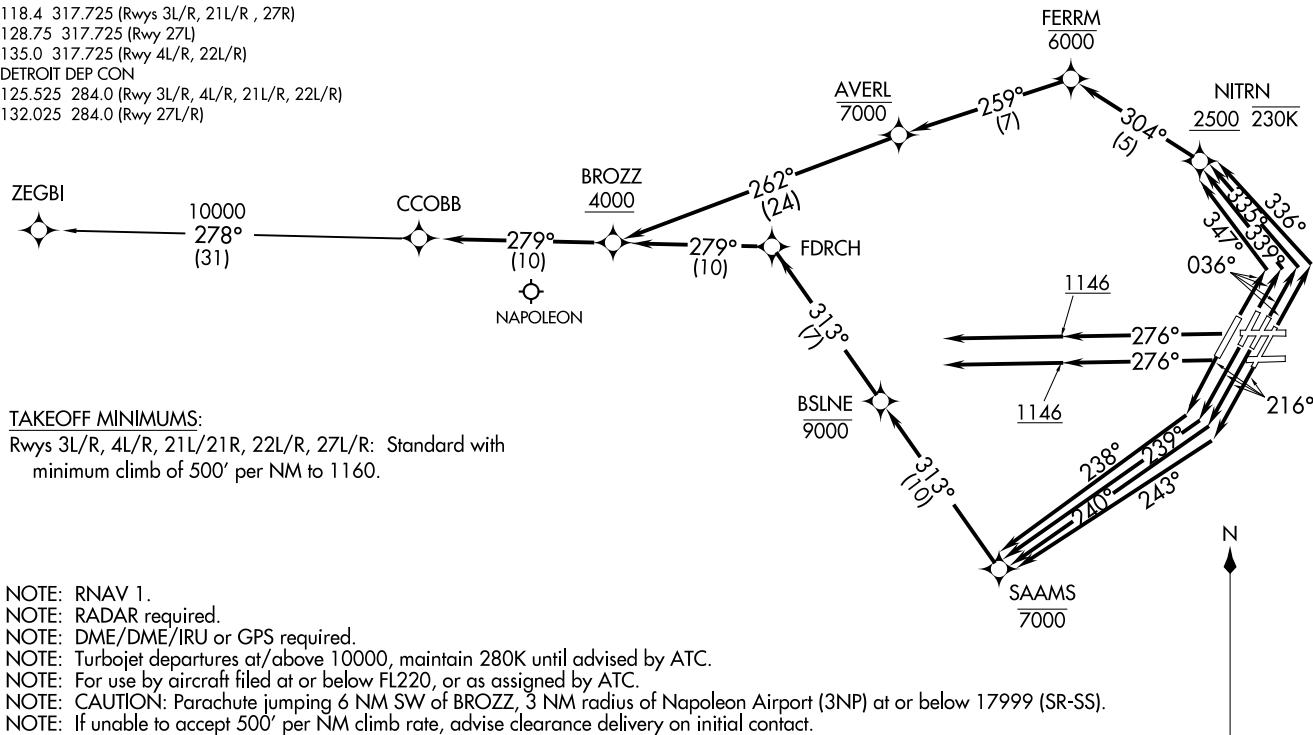 118.4 317.725 (Rwys 3L/R, 21L/R , 27R)
128.75 317.725 (Rwy 27L)
135.0 317.725 (Rwy 4L/R, 22L/R)
DETROIT DEP CON
125.525 284.0 (Rwy 3L/R, 4L/R, 21L/R, 22L/R)
132.025 284.0 (Rwy 27L/R)
FERRM
6000
AVERL
7000
259°
(7)
304°
(5)
NITRN
2500 230K
ZEGBI
10000
278°
(31)
CCOBB
BROZZ
4000
262°
(24)
279°
(10)
279°
(10)
FDRCH
NAPOLEON
336°
335°
339°
347°
036°
1146
276°
276°
1146
216°
313°
(7)
BSLNE
9000
313°
(10)
238°
239°
240°
243°
SAAMS
7000
N
TAKEOFF MINIMUMS:
Rwys 3L/R, 4L/R, 21L/21R, 22L/R, 27L/R: Standard with
minimum climb of 500' per NM to 1160.
NOTE: RNAV 1.
NOTE: RADAR required.
NOTE: DME/DME/IRU or GPS required.
NOTE: Turbojet departures at/above 10000, maintain 280K until advised by ATC.
NOTE: For use by aircraft filed at or below FL220, or as assigned by ATC.
NOTE: CAUTION: Parachute jumping 6 NM SW of BROZZ, 3 NM radius of Napoleon Airport (3NP) at or below 17999 (SR-SS).
NOTE: If unable to accept 500' per NM climb rate, advise clearance delivery on initial contact.